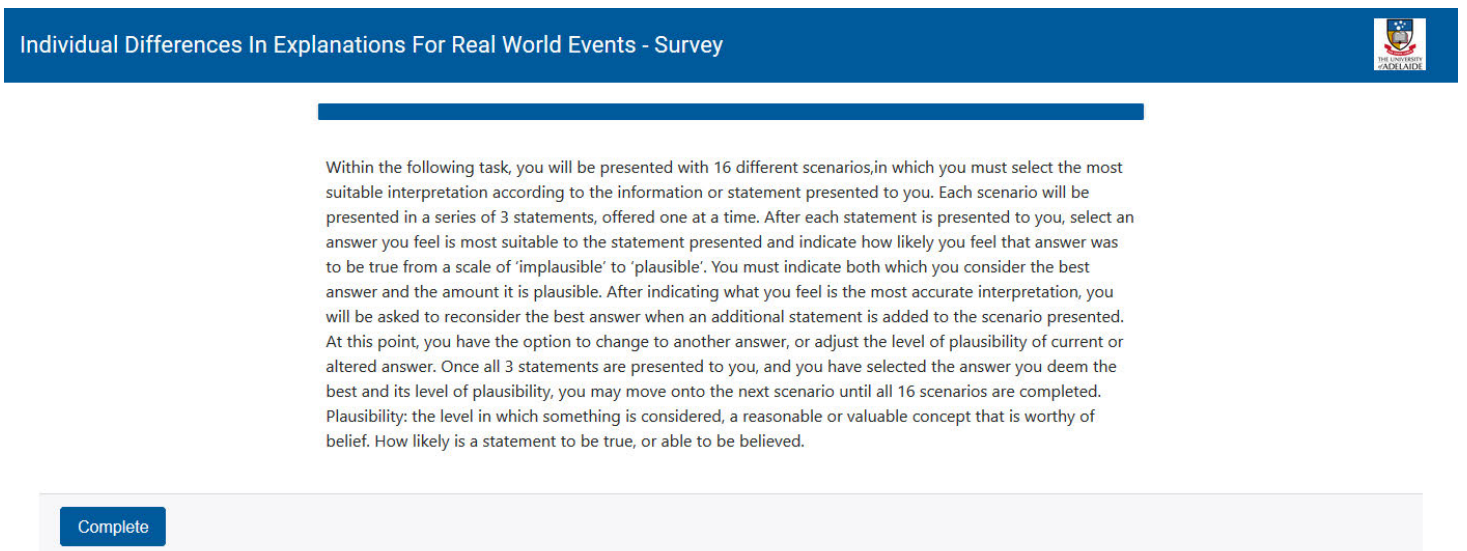 Individual Differences In Explanations For Real World Events - Survey
THE UNIVERSITY
of ADELAIDE
Within the following task, you will be presented with 16 different scenarios,in which you must select the most
suitable interpretation according to the information or statement presented to you. Each scenario will be
presented in a series of 3 statements, offered one at a time. After each statement is presented to you, select an
answer you feel is most suitable to the statement presented and indicate how likely you feel that answer was
to be true from a scale of ‘implausible’ to ‘plausible’. You must indicate both which you consider the best
answer and the amount it is plausible. After indicating what you feel is the most accurate interpretation, you
will be asked to reconsider the best answer when an additional statement is added to the scenario presented.
At this point, you have the option to change to another answer, or adjust the level of plausibility of current or
altered answer. Once all 3 statements are presented to you, and you have selected the answer you deem the
best and its level of plausibility, you may move onto the next scenario until all 16 scenarios are completed.
Plausibility: the level in which something is considered, a reasonable or valuable concept that is worthy of
belief. How likely is a statement to be true, or able to be believed.
Complete